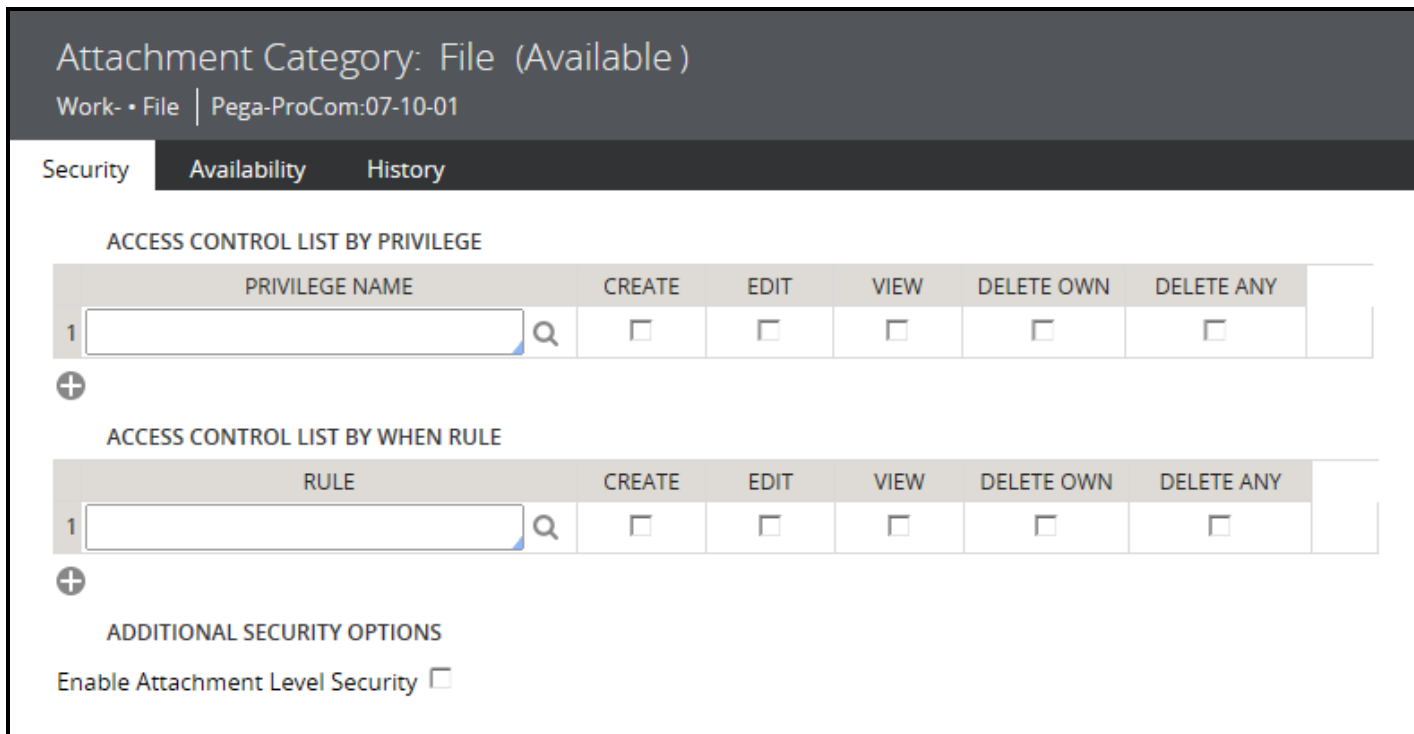 Attachment Category: File (Available )
Work- • File | Pega-ProCom:07-10-01
Security Availability History
ACCESS CONTROL LIST BY PRIVILEGE
PRIVILEGE NAME CREATE EDIT VIEW DELETE OWN DELETE ANY
1
ACCESS CONTROL LIST BY WHEN RULE
RULE CREATE EDIT VIEW DELETE OWN DELETE ANY
1
ADDITIONAL SECURITY OPTIONS
Enable Attachment Level Security